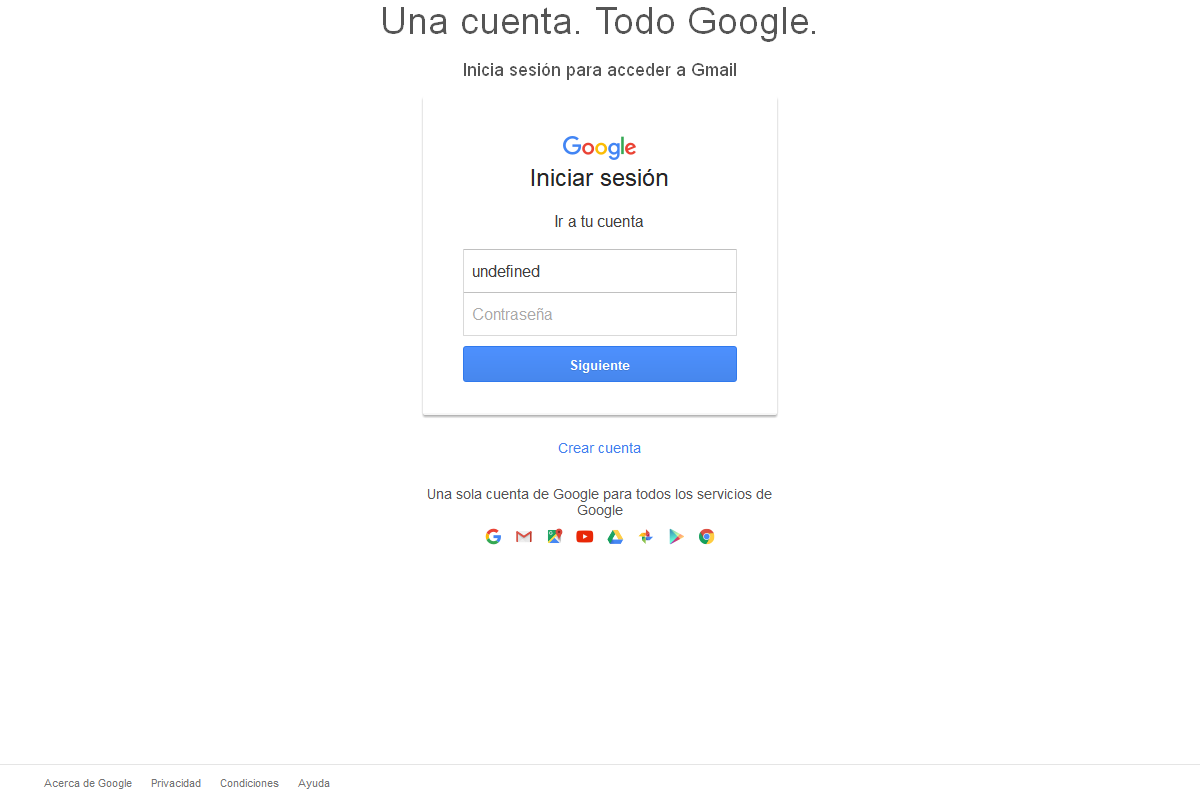 Una cuenta. Todo Google.
Inicia sesión para acceder a Gmail
Google
Iniciar sesión
Ir a tu cuenta
undefined
Contraseña
Siguiente
Crear cuenta
Una sola cuenta de Google para todos los servicios de
Google
Acerca de Google Privacidad Condiciones Ayuda